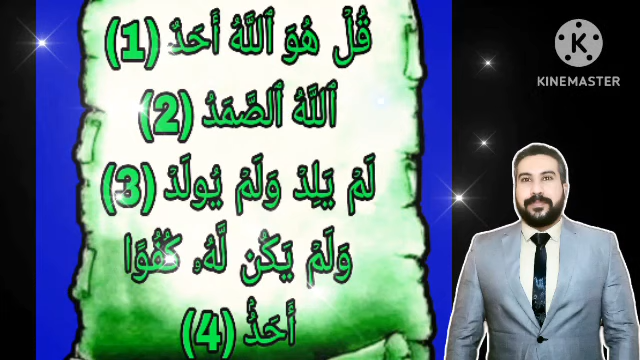 قُلْ هُوَ ٱللَّهُ أَحَدٌ (1)
ٱللَّهُ ٱلصَّمَدُ (2)
لَمْ يَلِدْ وَلَمْ يُولَدْ (3)
وَلَمْ يَكُن لَّهُۥ كُفُوًا
أَحَدٌۢ (4)
KINEMASTER